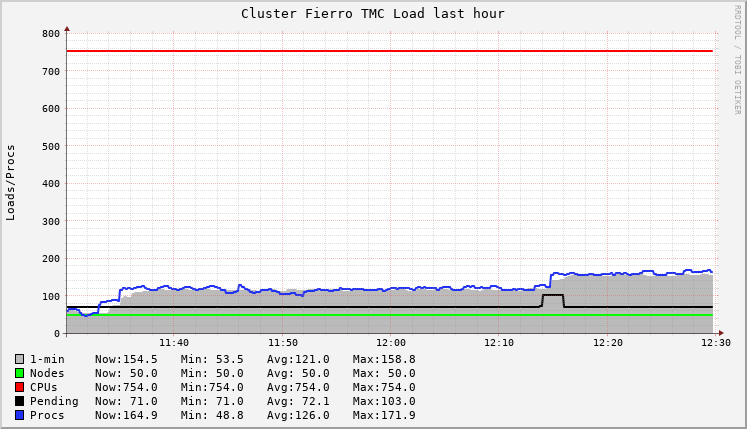 Cluster Fierro TMC Load last hour
RRDTOOL / TOBI OETIKER
Loads/Procs
800
700
600
500
400
300
200
100
0
11:40 11:50 12:00 12:10 12:20 12:30
1-min Now:154.5 Min: 53.5 Avg:121.0 Max:158.8
Nodes Now: 50.0 Min: 50.0 Avg: 50.0 Max: 50.0
CPUs Now:754.0 Min:754.0 Avg:754.0 Max:754.0
Pending Now: 71.0 Min: 71.0 Avg: 72.1 Max:103.0
Procs Now:164.9 Min: 48.8 Avg:126.0 Max:171.9